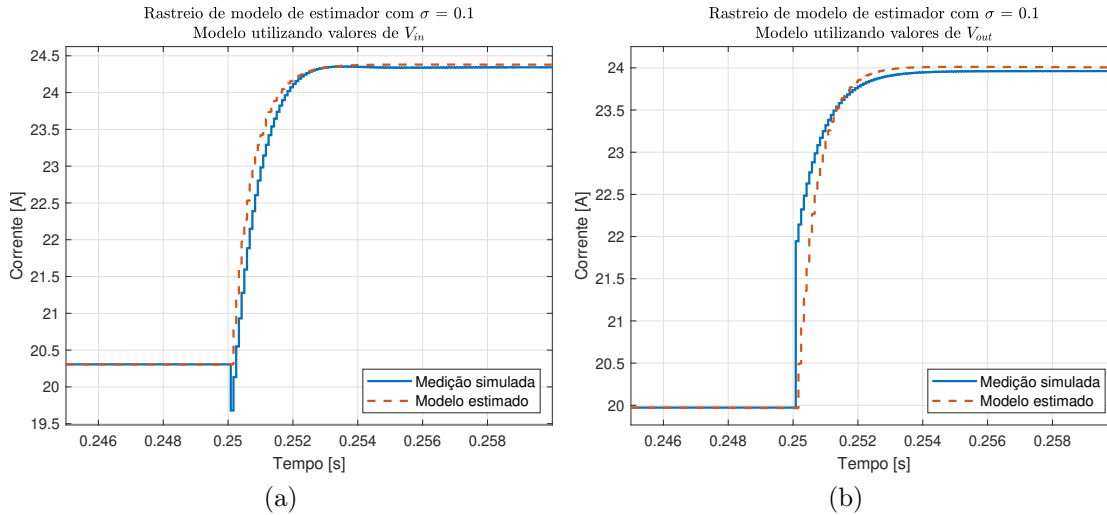 Rastreio de modelo de estimador com σ = 0.1
Modelo utilizando valores de V_in
24.5
24
23.5
23
22.5
22
21.5
21
20.5
20
19.5
Corrente [A]
0.246 0.248 0.25 0.252 0.254 0.256 0.258
Tempo [s]
Medição simulada
Modelo estimado
(a)
Rastreio de modelo de estimador com σ = 0.1
Modelo utilizando valores de V_out
24
23.5
23
22.5
22
21.5
21
20.5
20
Corrente [A]
0.246 0.248 0.25 0.252 0.254 0.256 0.258
Tempo [s]
Medição simulada
Modelo estimado
(b)